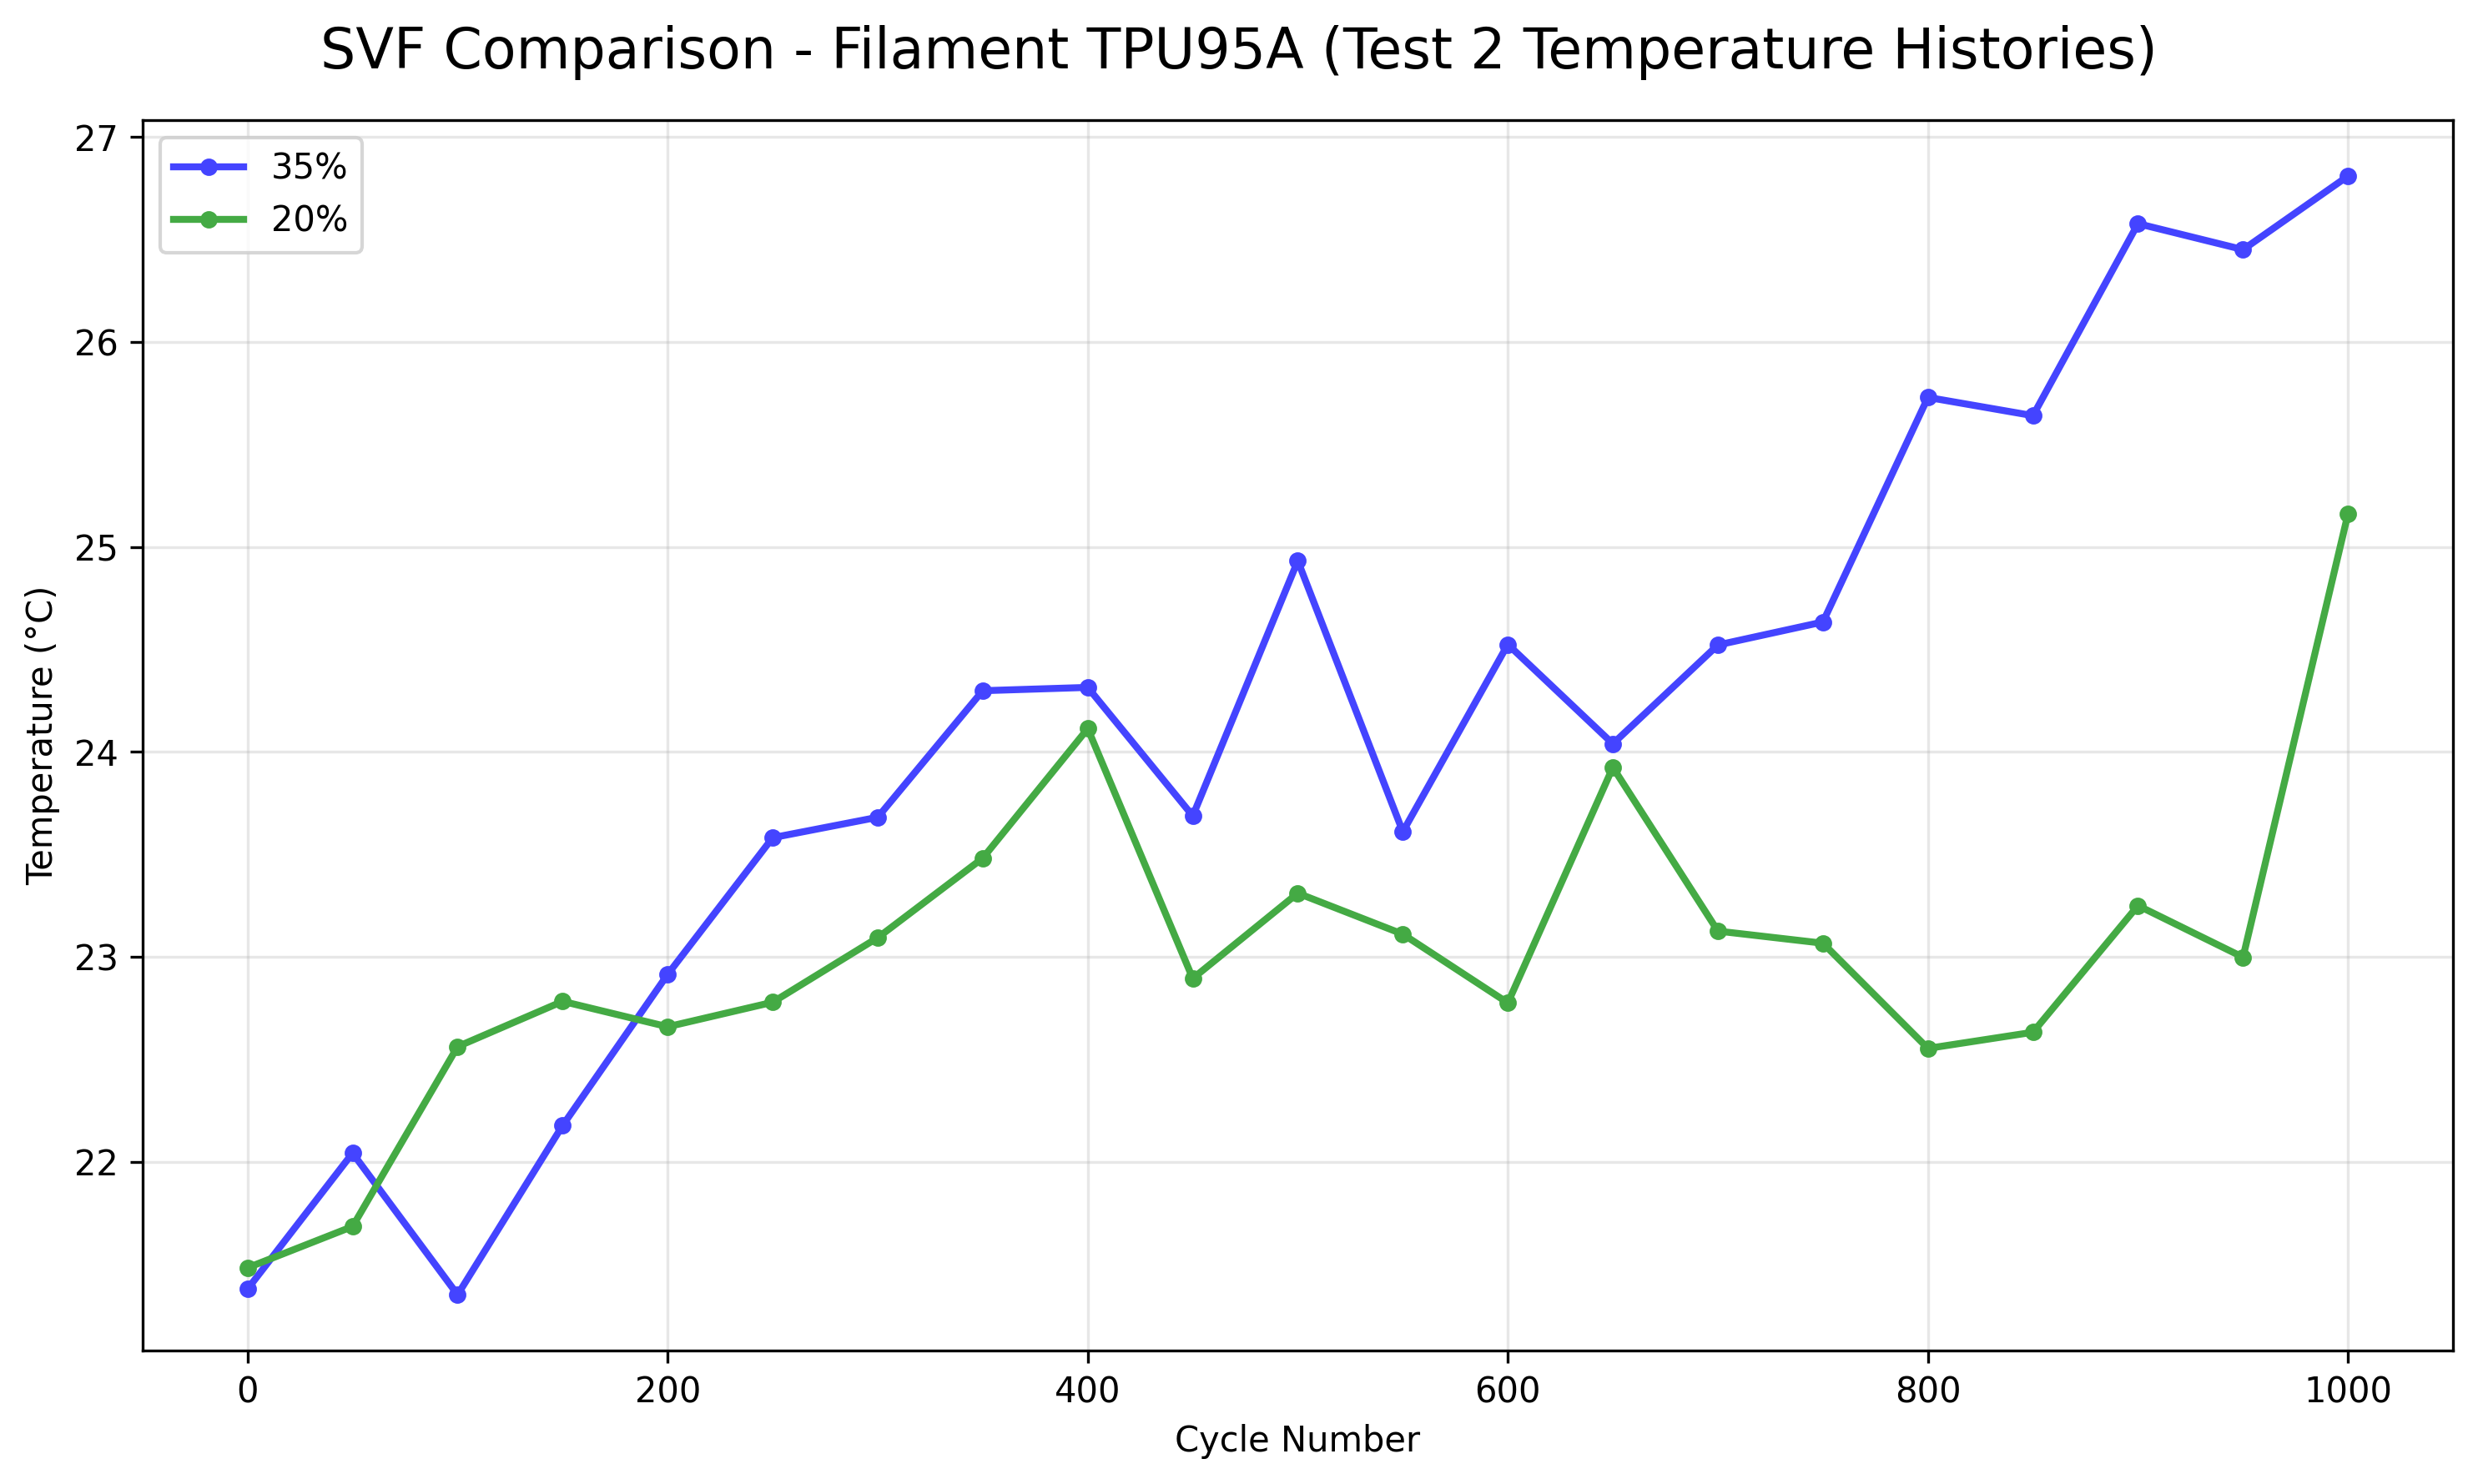 SVF Comparison - Filament TPU95A (Test 2 Temperature Histories)
35%
20%
Temperature (°C)
27
26
25
24
23
22
0 200 400 600 800 1000
Cycle Number